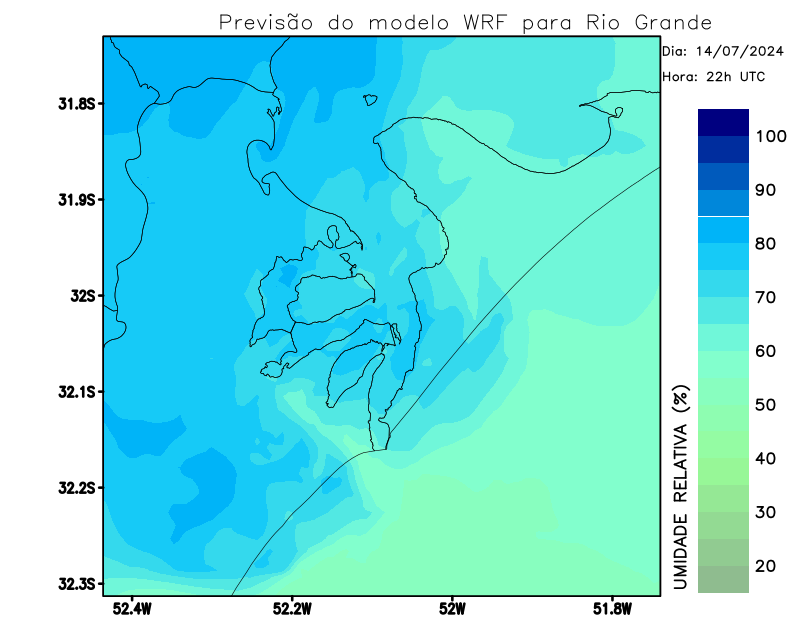 Previsão do modelo WRF para Rio Grande
Dia: 14/07/2024
Hora: 22h UTC
31.8S
31.9S
32S
32.1S
32.2S
32.3S
52.4W
52.2W
52W
51.8W
UMIDADE RELATIVA (%)
100
90
80
70
60
50
40
30
20